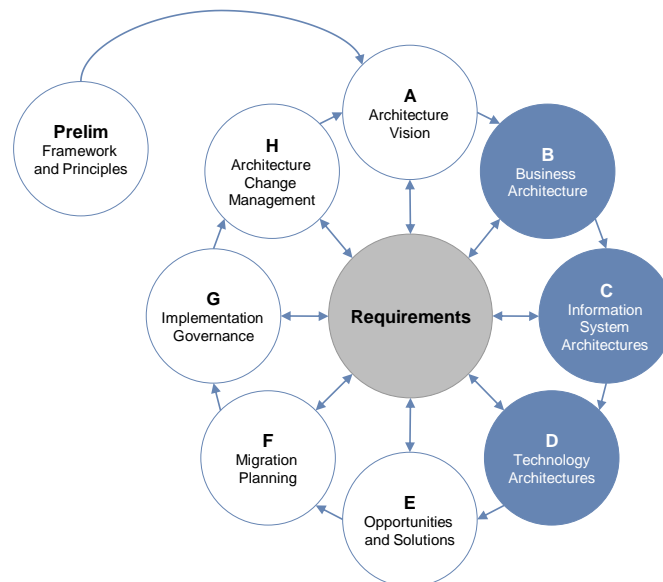 Prelim
Framework
and Principles
A
Architecture
Vision
B
Business
Architecture
C
Information
System
Architectures
D
Technology
Architectures
E
Opportunities
and Solutions
F
Migration
Planning
G
Implementation
Governance
H
Architecture
Change
Management
Requirements